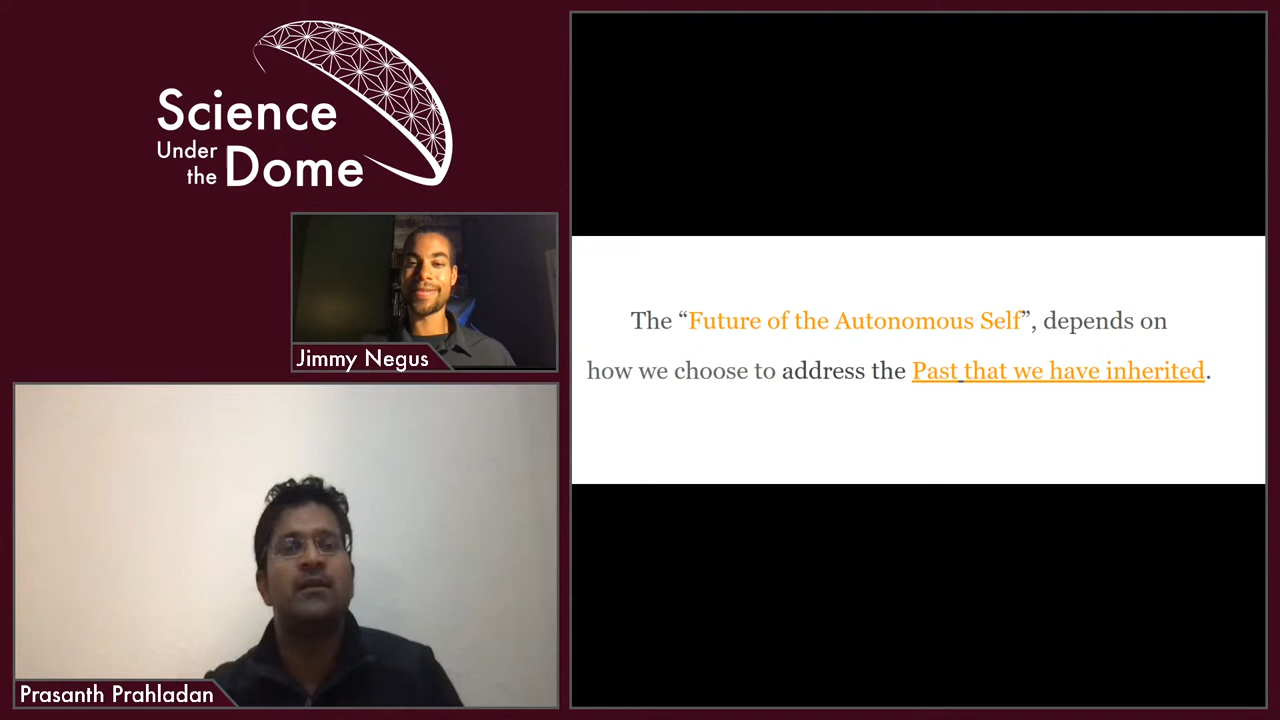 Science
Under
the Dome
Jimmy Negus
Prasanth Prahladan
The “Future of the Autonomous Self”, depends on
how we choose to address the Past that we have inherited.